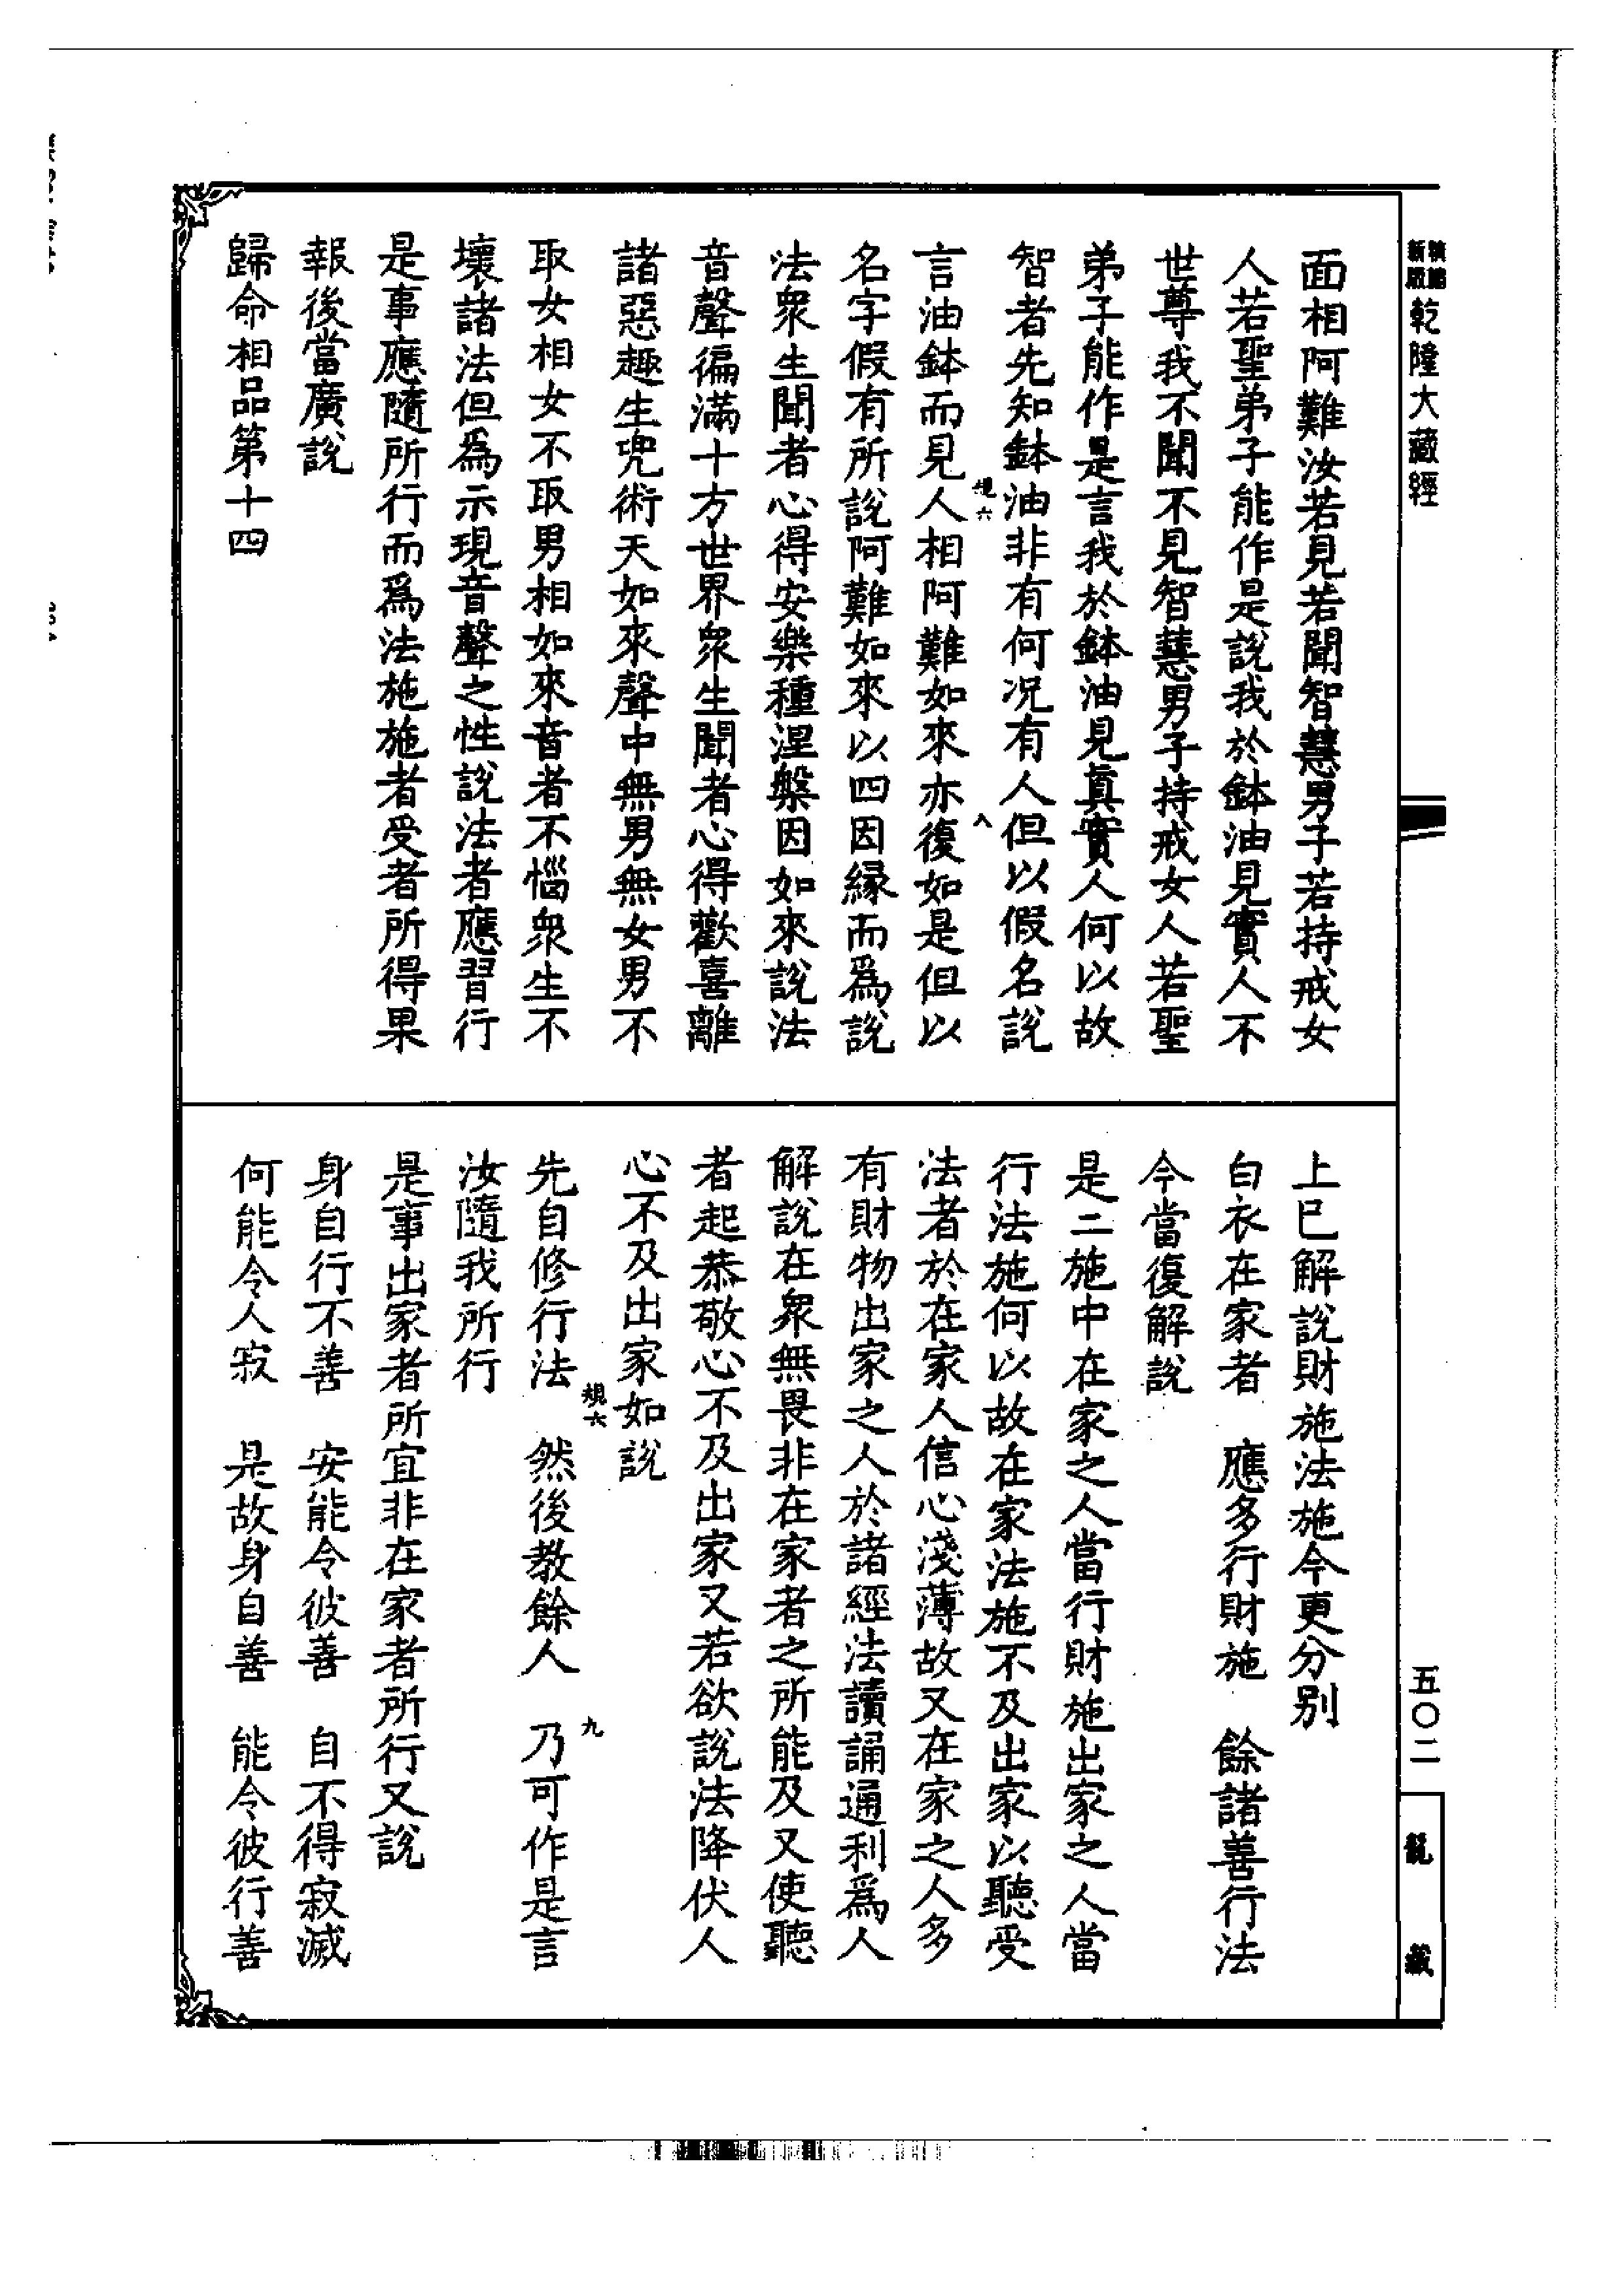 新版
乾隆大藏經
面相阿難汝若見若聞智慧男子若持戒女
人若聖弟子能作是說我於鉢油見實人不
世尊我不聞不見智慧男子持戒女人若聖
弟子能作是言我於鉢油見真實人何以故
智者先知鉢油非有何況有人但以假名說
規六
八
言油鉢而見人相阿難如來亦復如是但以
名字假有所說阿難如來以四因緣而為說
法眾生聞者心得安樂種涅槃因如來說法
音聲徧滿十方世界眾生聞者心得歡喜離
諸惡趣生兜術天如來聲中無男無女男不
取女相女不取男相如來音者不惱眾生不
壞諸法但為示現音聲之性說法者應習行
是事應隨所行而為法施施者受者所得果
報後當廣說
歸命相品第十四
上已解說財施法施今更分別
白衣在家者　應多行財施　餘諸善行法
今當復解說
是二施中在家之人當行財施出家之人當
行法施何以故在家法施不及出家以聽受
法者於在家人信心淺薄故又在家之人多
有財物出家之人於諸經法讀誦通利為人
解說在眾無畏非在家者之所能及又使聽
者起恭敬心不及出家又若欲說法降伏人
心不及出家如說
規六
九
先自修行法　然後教餘人　乃可作是言
汝隨我所行
是事出家者所宜非在家者所行又說
身自行不善　安能令彼善　自不得寂滅
何能令人寂　是故身自善　能令彼行善
五〇二
龍藏